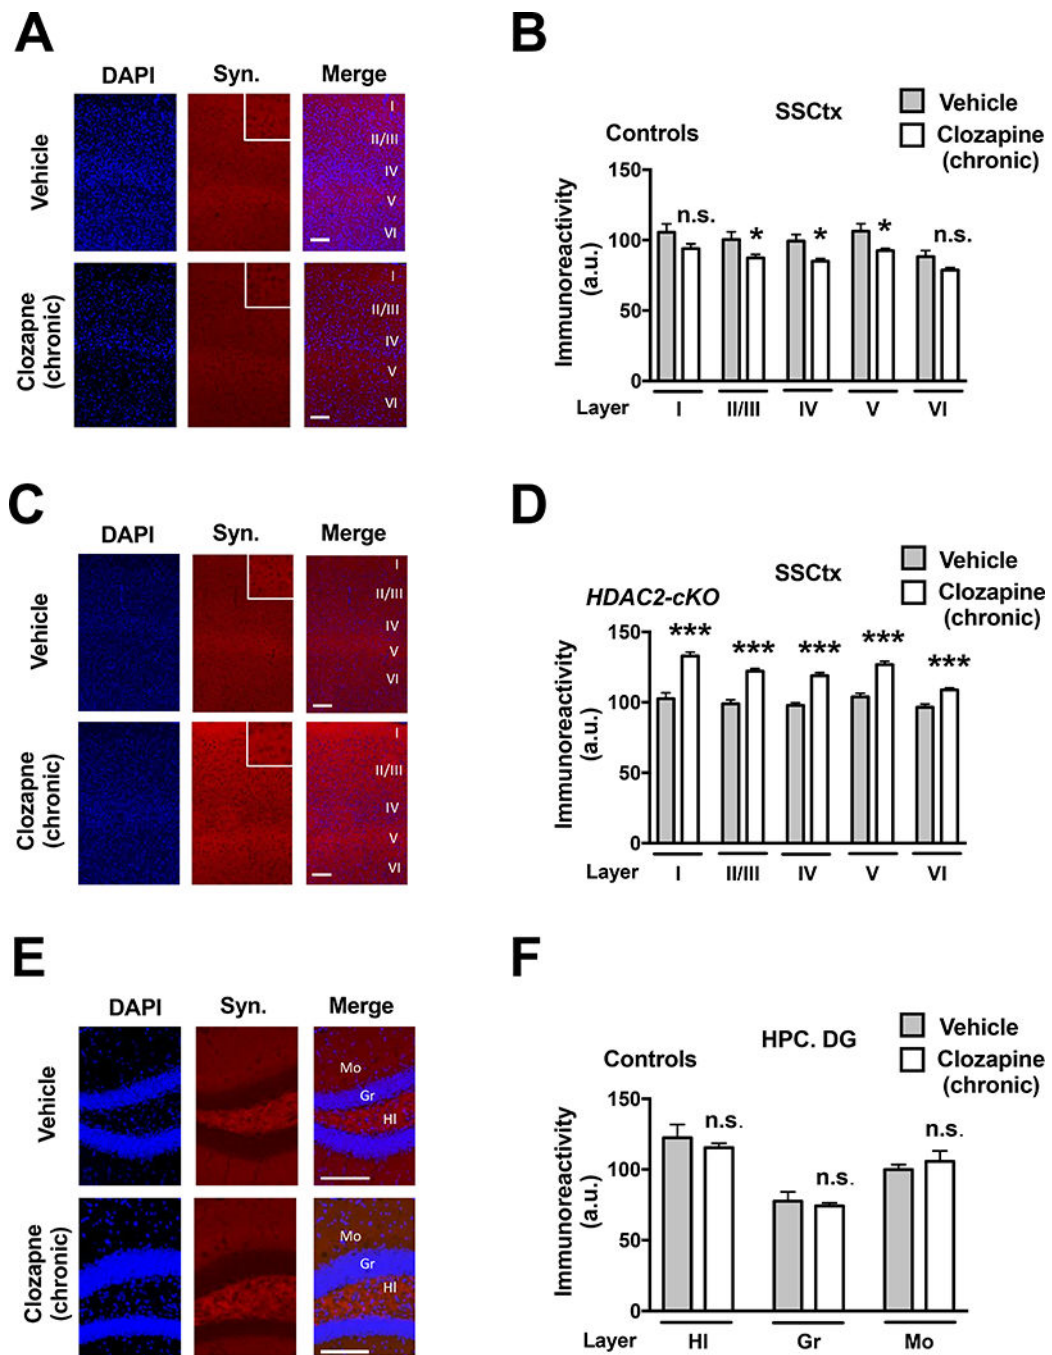 A
DAPI Syn. Merge
Vehicle
I
II/III
IV
V
VI
Clozapne
(chronic)
I
II/III
IV
V
VI
B
SSCtx
Vehicle
Clozapine
(chronic)
Controls
Immunoreactivity
(a.u.)
150
100
50
0
n.s. * * * n.s.
Layer I II/III IV V VI
C
DAPI Syn. Merge
Vehicle
I
II/III
IV
V
VI
Clozapne
(chronic)
I
II/III
IV
V
VI
D
SSCtx
Vehicle
Clozapine
(chronic)
HDAC2-cKO
Immunoreactivity
(a.u.)
150
100
50
0
*** *** *** *** ***
Layer I II/III IV V VI
E
DAPI Syn. Merge
Vehicle
Mo
Gr
Hl
Clozapne
(chronic)
Mo
Gr
Hl
F
HPC. DG
Vehicle
Clozapine
(chronic)
Controls
Immunoreactivity
(a.u.)
150
100
50
0
n.s. n.s. n.s.
Layer Hl Gr Mo